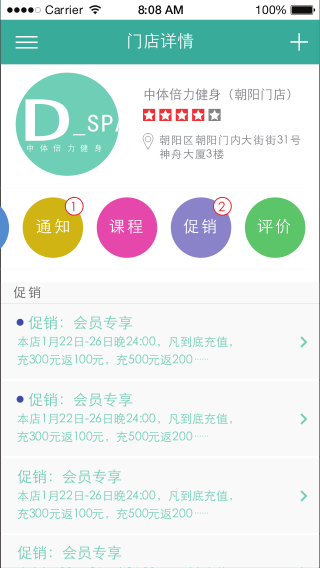 Carrier 8:08 AM 100%
门店详情
D_SPA
中体倍力健身
中体倍力健身（朝阳门店）
朝阳区朝阳门内大街街31号
神舟大厦3楼
通知 1
课程
促销 2
评价
促销
促销：会员专享
本店1月22日-26日晚24:00，凡到底充值，
充300元返100元，充500元返200······
促销：会员专享
本店1月22日-26日晚24:00，凡到底充值，
充300元返100元，充500元返200······
促销：会员专享
本店1月22日-26日晚24:00，凡到底充值，
充300元返100元，充500元返200······
促销：会员专享